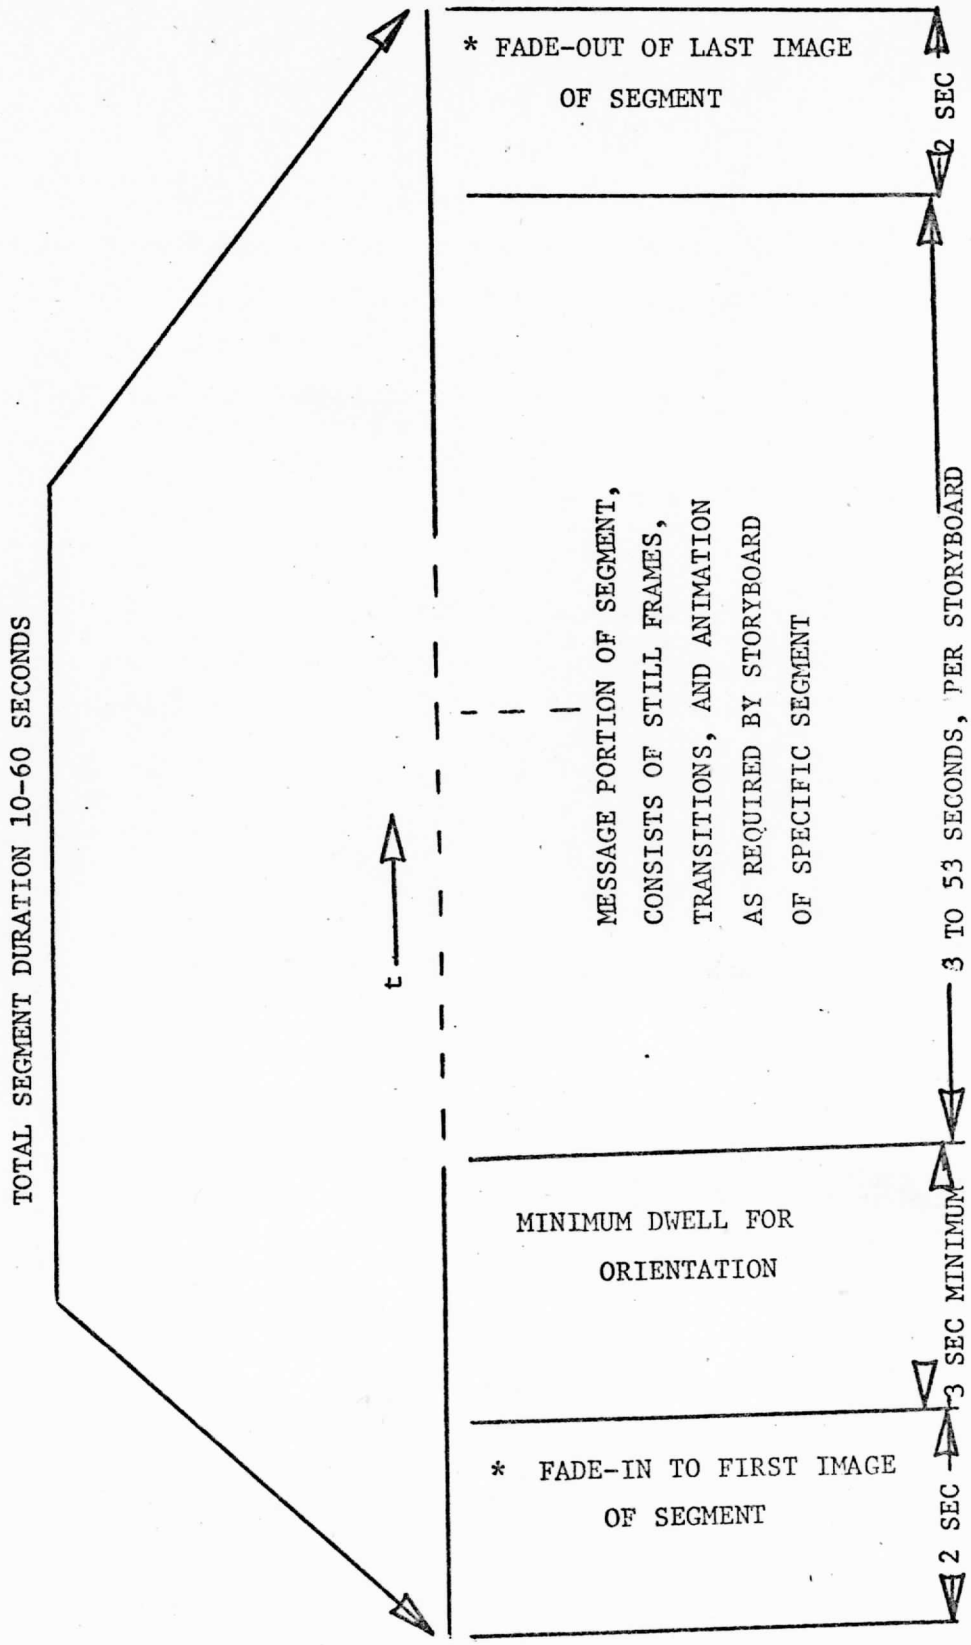 TOTAL SEGMENT DURATION 10-60 SECONDS
t
* FADE-OUT OF LAST IMAGE
OF SEGMENT
2 SEC
MESSAGE PORTION OF SEGMENT,
CONSISTS OF STILL FRAMES,
TRANSITIONS, AND ANIMATION
AS REQUIRED BY STORYBOARD
OF SPECIFIC SEGMENT
3 TO 53 SECONDS, PER STORYBOARD
MINIMUM DWELL FOR
ORIENTATION
3 SEC MINIMUM
* FADE-IN TO FIRST IMAGE
OF SEGMENT
2 SEC